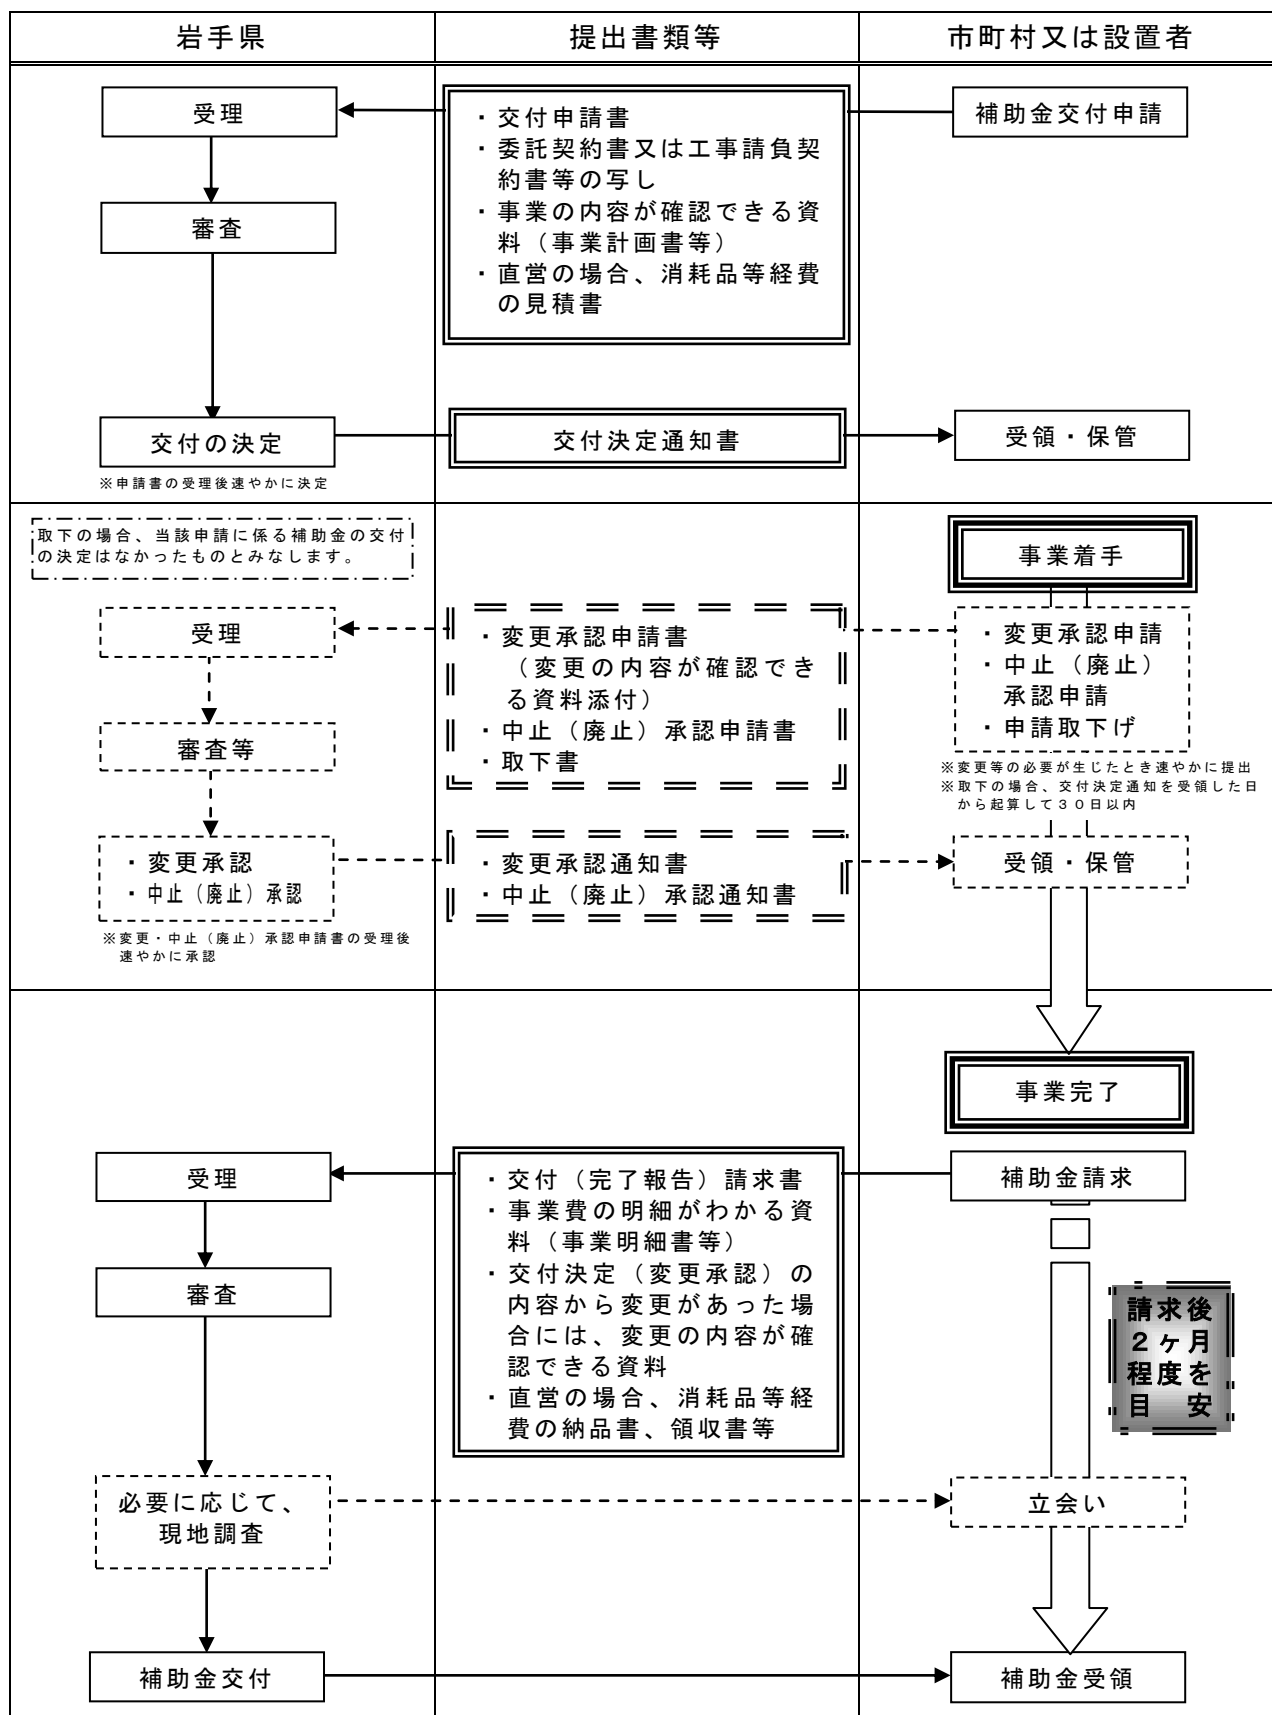 岩手県
提出書類等
市町村又は設置者
受理
・交付申請書
・委託契約書又は工事請負契
約書等の写し
・事業の内容が確認できる資
料（事業計画書等）
・直営の場合、消耗品等経費
の見積書
補助金交付申請
審査
交付の決定
※申請書の受理後速やかに決定
交付決定通知書
受領・保管
取下の場合、当該申請に係る補助金の交付
の決定はなかったものとみなします。
事業着手
受理
・変更承認申請書
（変更の内容が確認でき
る資料添付）
・中止（廃止）承認申請書
・取下書
・変更承認申請
・中止（廃止）
承認申請
・申請取下げ
※変更等の必要が生じたとき速やかに提出
※取下の場合、交付決定通知を受領した日
から起算して３０日以内
審査等
・変更承認
・中止（廃止）承認
※変更・中止（廃止）承認申請書の受理後
速やかに承認
・変更承認通知書
・中止（廃止）承認通知書
受領・保管
事業完了
受理
・交付（完了報告）請求書
・事業費の明細がわかる資
料（事業明細書等）
・交付決定（変更承認）の
内容から変更があった場
合には、変更の内容が確
認できる資料
・直営の場合、消耗品等経
費の納品書、領収書等
補助金請求
審査
請求後
２ヶ月
程度を
目　安
必要に応じて、
現地調査
立会い
補助金交付
補助金受領